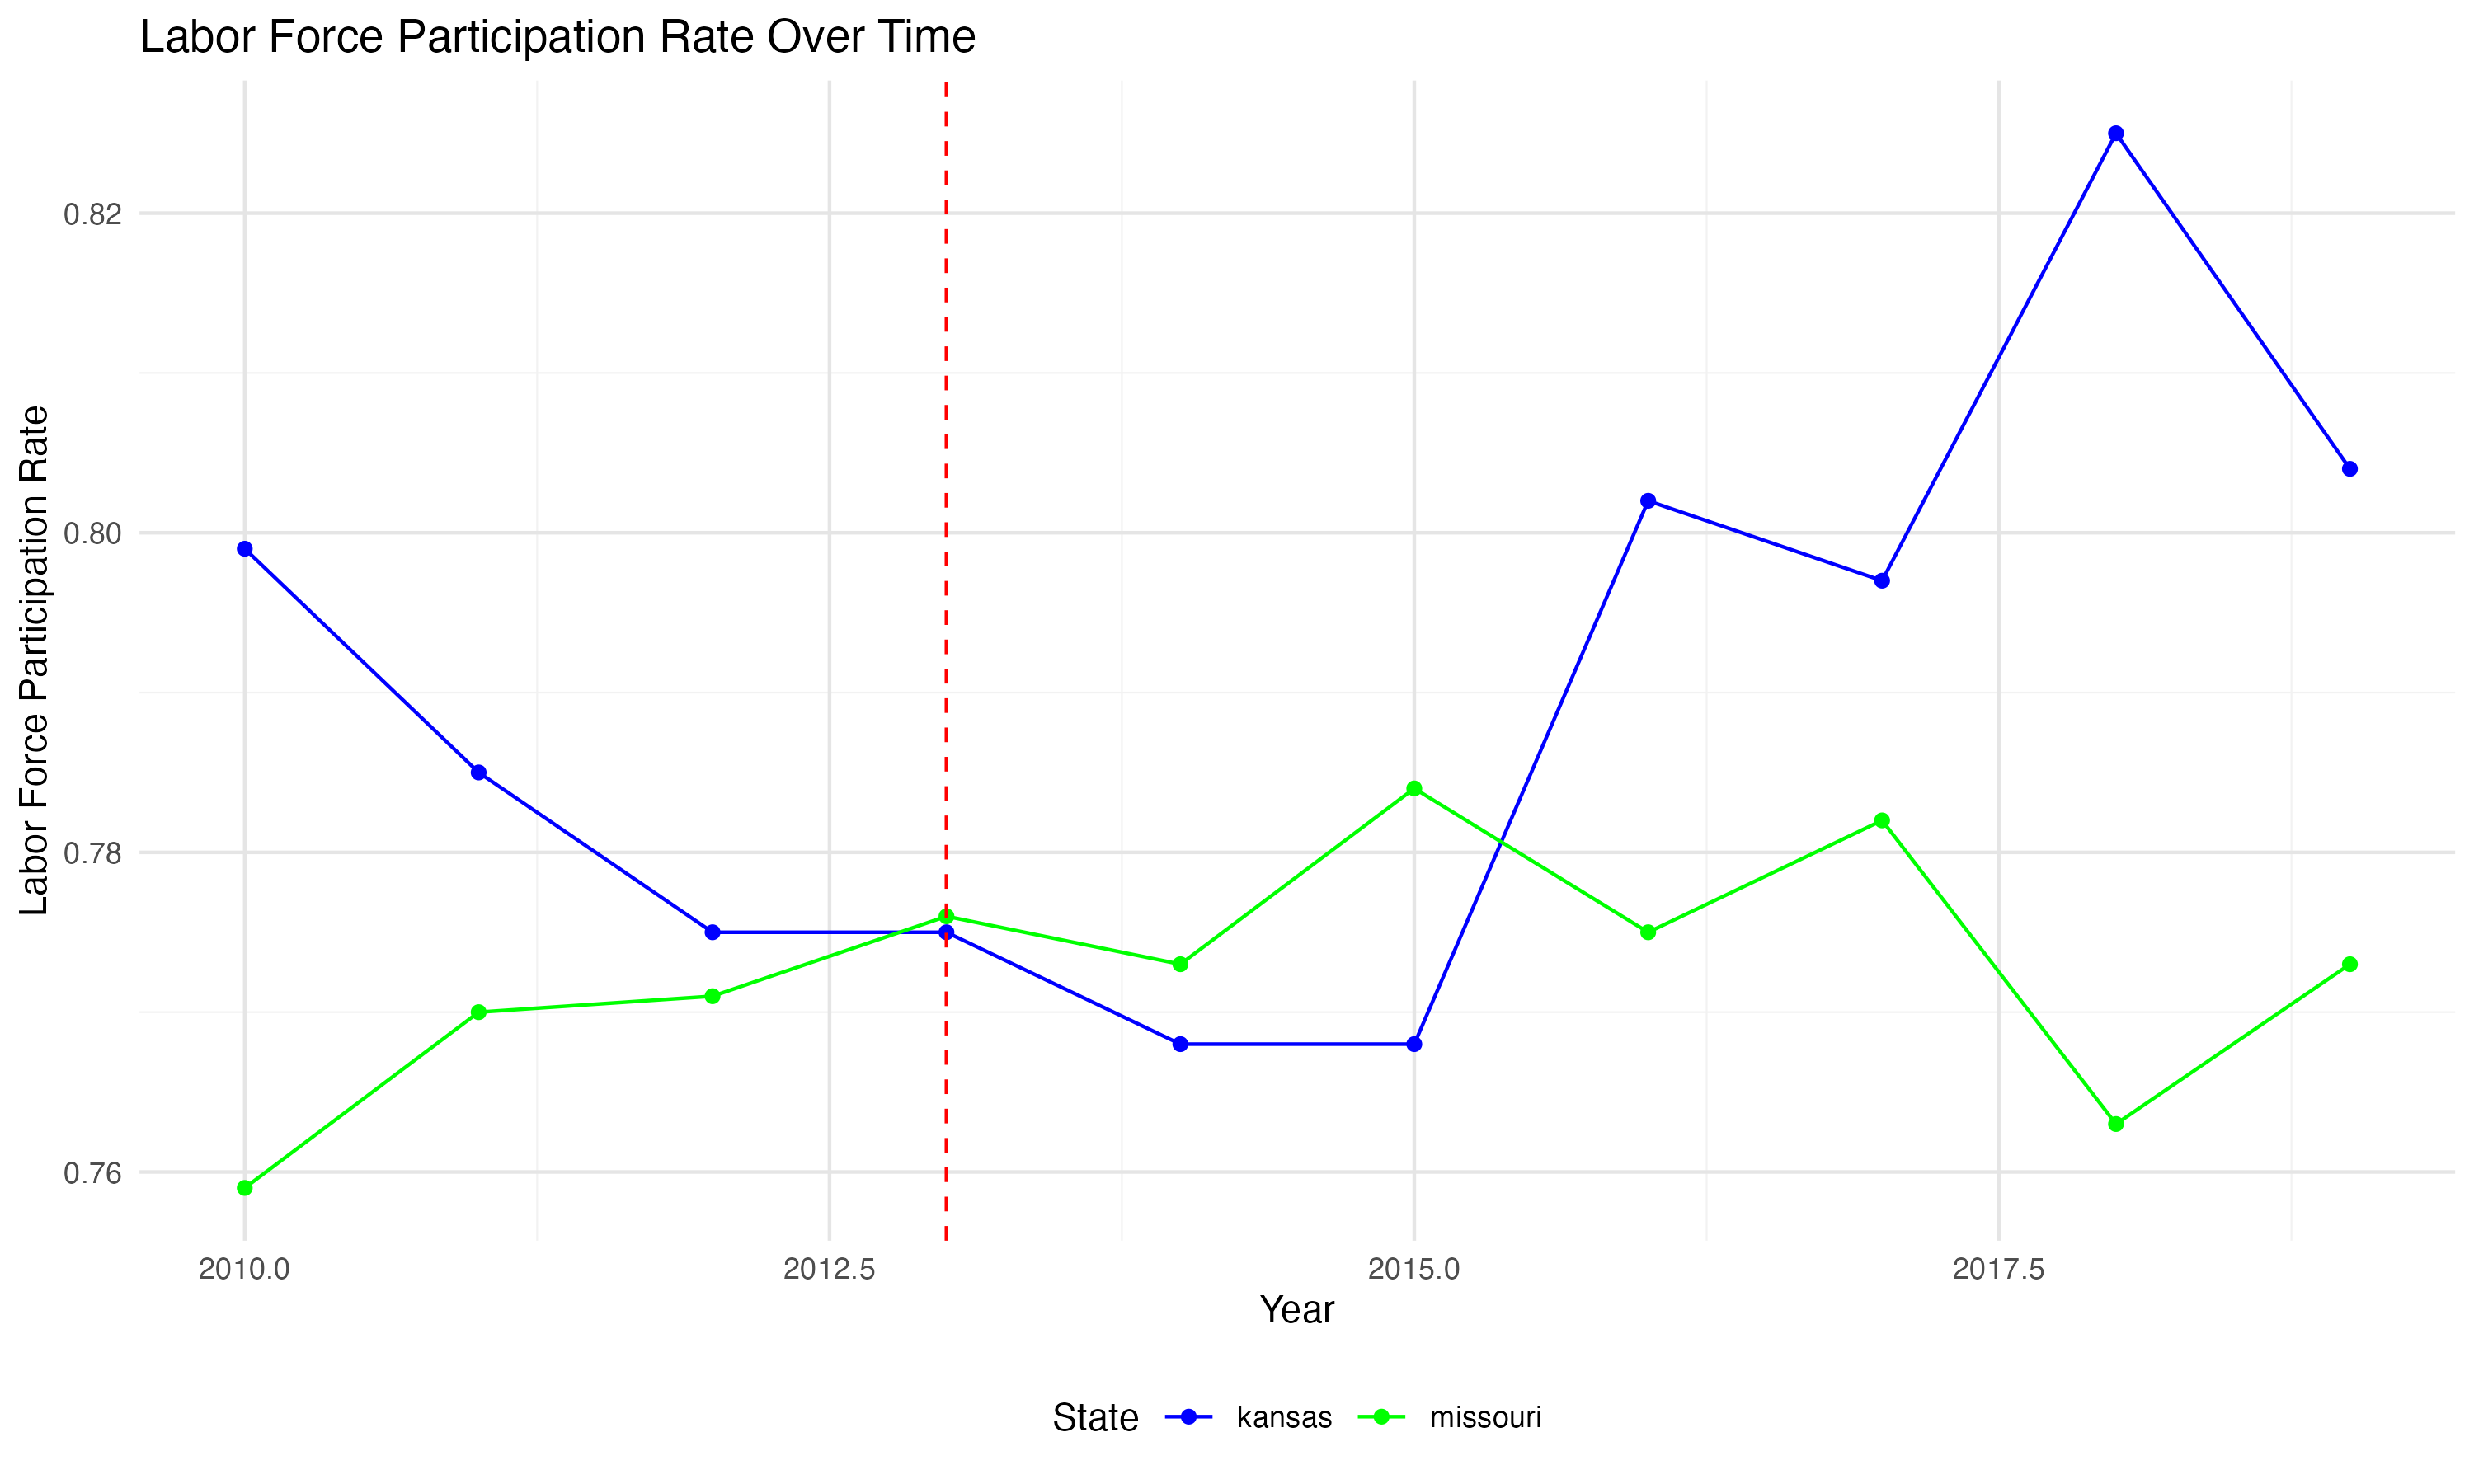 Labor Force Participation Rate Over Time
Labor Force Participation Rate
0.82
0.80
0.78
0.76
2010.0 2012.5 2015.0 2017.5
Year
State kansas missouri